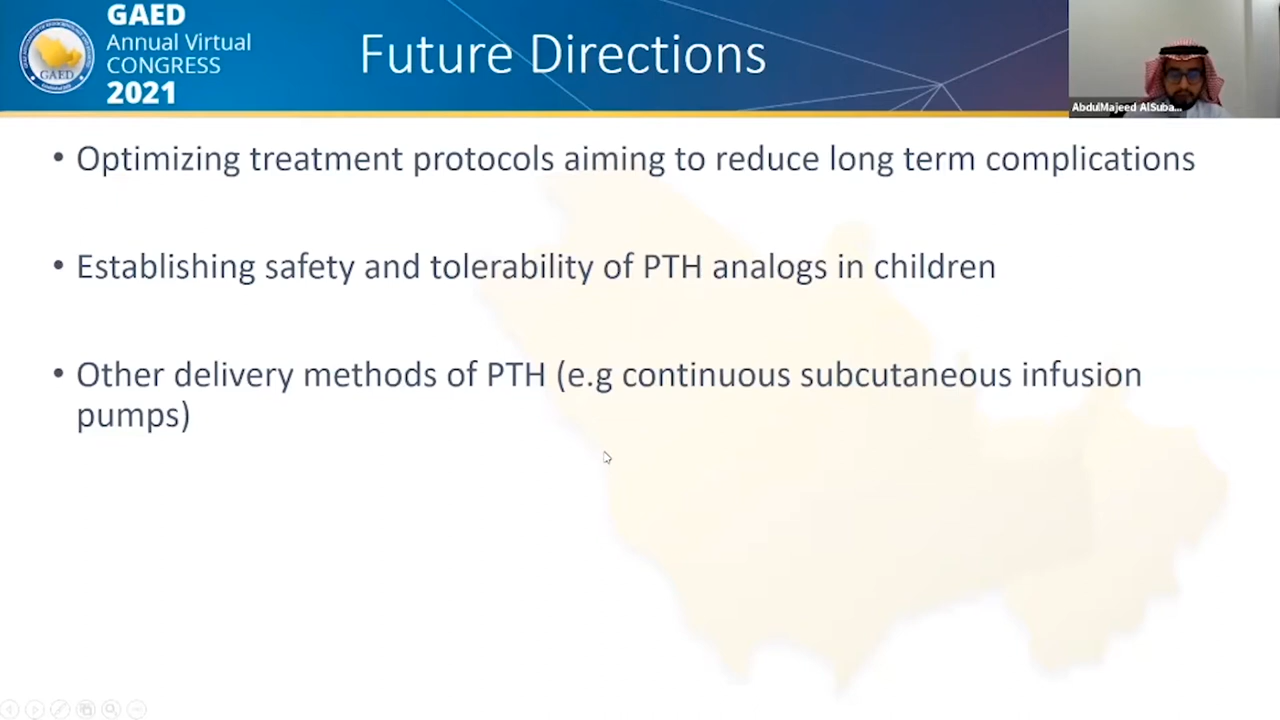 GAED
Annual Virtual
CONGRESS
2021
GAED
Future Directions
AbdulMajeed AlSuba...
• Optimizing treatment protocols aiming to reduce long term complications
• Establishing safety and tolerability of PTH analogs in children
• Other delivery methods of PTH (e.g continuous subcutaneous infusion
pumps)